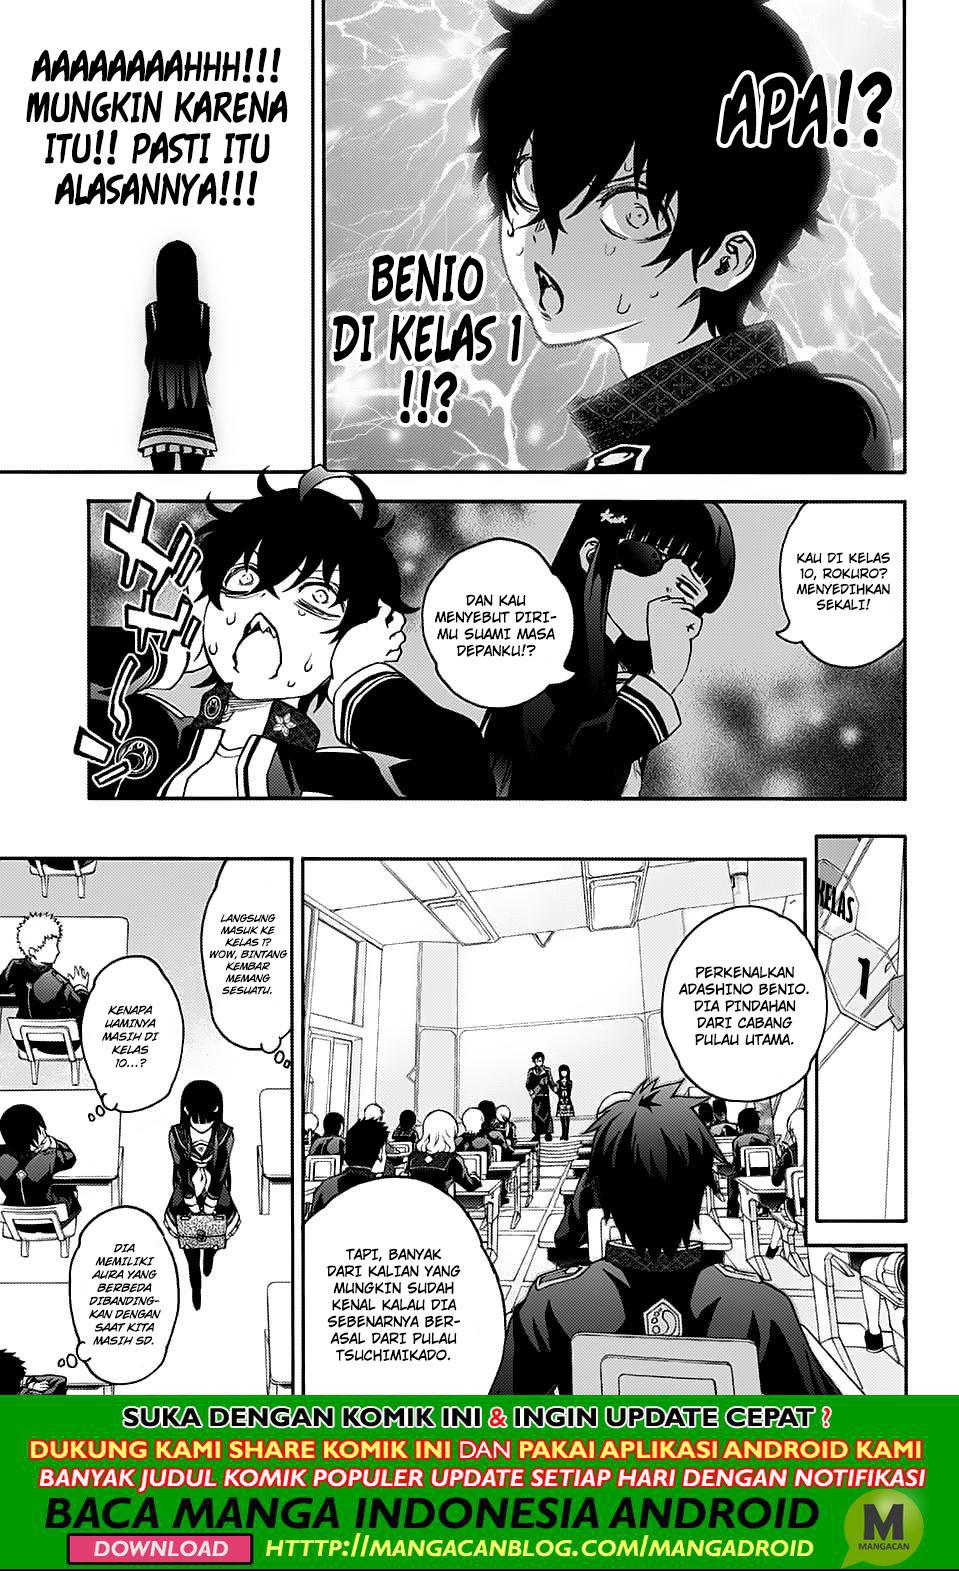 APA!?
BENIO
DI KELAS 1
!!?
AAAAAAAAHHH!!!
MUNGKIN KARENA
ITU!! PASTI ITU
ALASANNYA!!!
KAU DI KELAS
10, ROKURO?
MENYEDIHKAN
SEKALI!
DAN KAU
MENYEBUT DIRI-
MU SUAMI MASA
DEPANKU!?
KELAS
1
PERKENALKAN
ADASHINO BENIO.
DIA PINDAHAN
DARI CABANG
PULAU UTAMA.
TAPI, BANYAK
DARI KALIAN YANG
MUNGKIN SUDAH
KENAL KALAU DIA
SEBENARNYA BER-
ASAL DARI PULAU
TSUCHIMIKADO.
LANGSUNG
MASUK KE
KELAS 1?
WOW, BINTANG
KEMBAR
MEMANG
SESUATU.
KENAPA
UAMINYA
MASIH DI
KELAS
10...?
DIA
MEMILIKI
AURA YANG
BERBEDA
DIBANDING-
KAN DENGAN
SAAT KITA
MASIH SD.
SUKA DENGAN KOMIK INI & INGIN UPDATE CEPAT ?
DUKUNG KAMI SHARE KOMIK INI DAN PAKAI APLIKASI ANDROID KAMI
BANYAK JUDUL KOMIK POPULER UPDATE SETIAP HARI DENGAN NOTIFIKASI
BACA MANGA INDONESIA ANDROID
DOWNLOAD HTTTP://MANGACANBLOG.COM/MANGADROID
M
MANGACAN